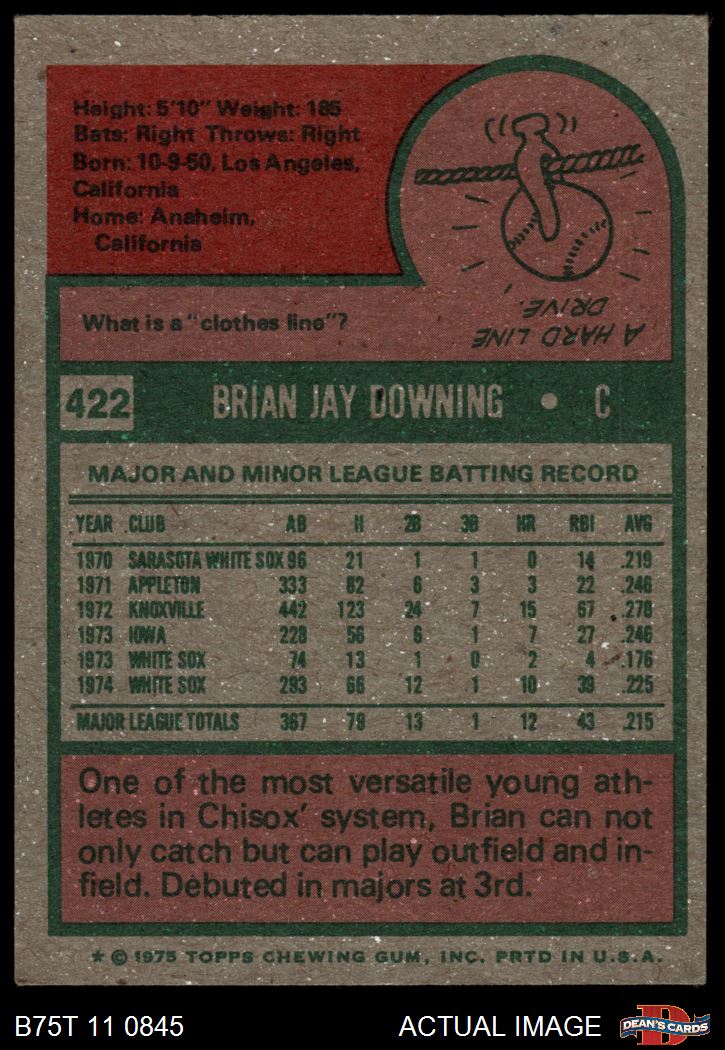 Height: 5'10" Weight: 185
Bats: Right Throws: Right
Born: 10-9-50, Los Angeles,
California
Home: Anaheim,
California
What is a "clothes line"?
A HARD LINE
DRIVE.
422 BRIAN JAY DOWNING • C
MAJOR AND MINOR LEAGUE BATTING RECORD
YEAR CLUB AB H 2B 3B HR RBI AVG
1970 SARASOTA WHITE SOX 96 21 1 1 0 14 .219
1971 APPLETON 333 82 6 3 3 22 .246
1972 KNOXVILLE 442 123 24 7 15 67 .278
1973 IOWA 228 56 6 1 7 27 .246
1973 WHITE SOX 74 13 1 0 2 4 .176
1974 WHITE SOX 293 66 12 1 10 39 .225
MAJOR LEAGUE TOTALS 367 79 13 1 12 43 .215
One of the most versatile young ath-
letes in Chisox' system, Brian can not
only catch but can play outfield and in-
field. Debuted in majors at 3rd.
* © 1975 TOPPS CHEWING GUM, INC. PRTD IN U.S.A.
B75T 11 0845 ACTUAL IMAGE
D
DEAN'S CARDS